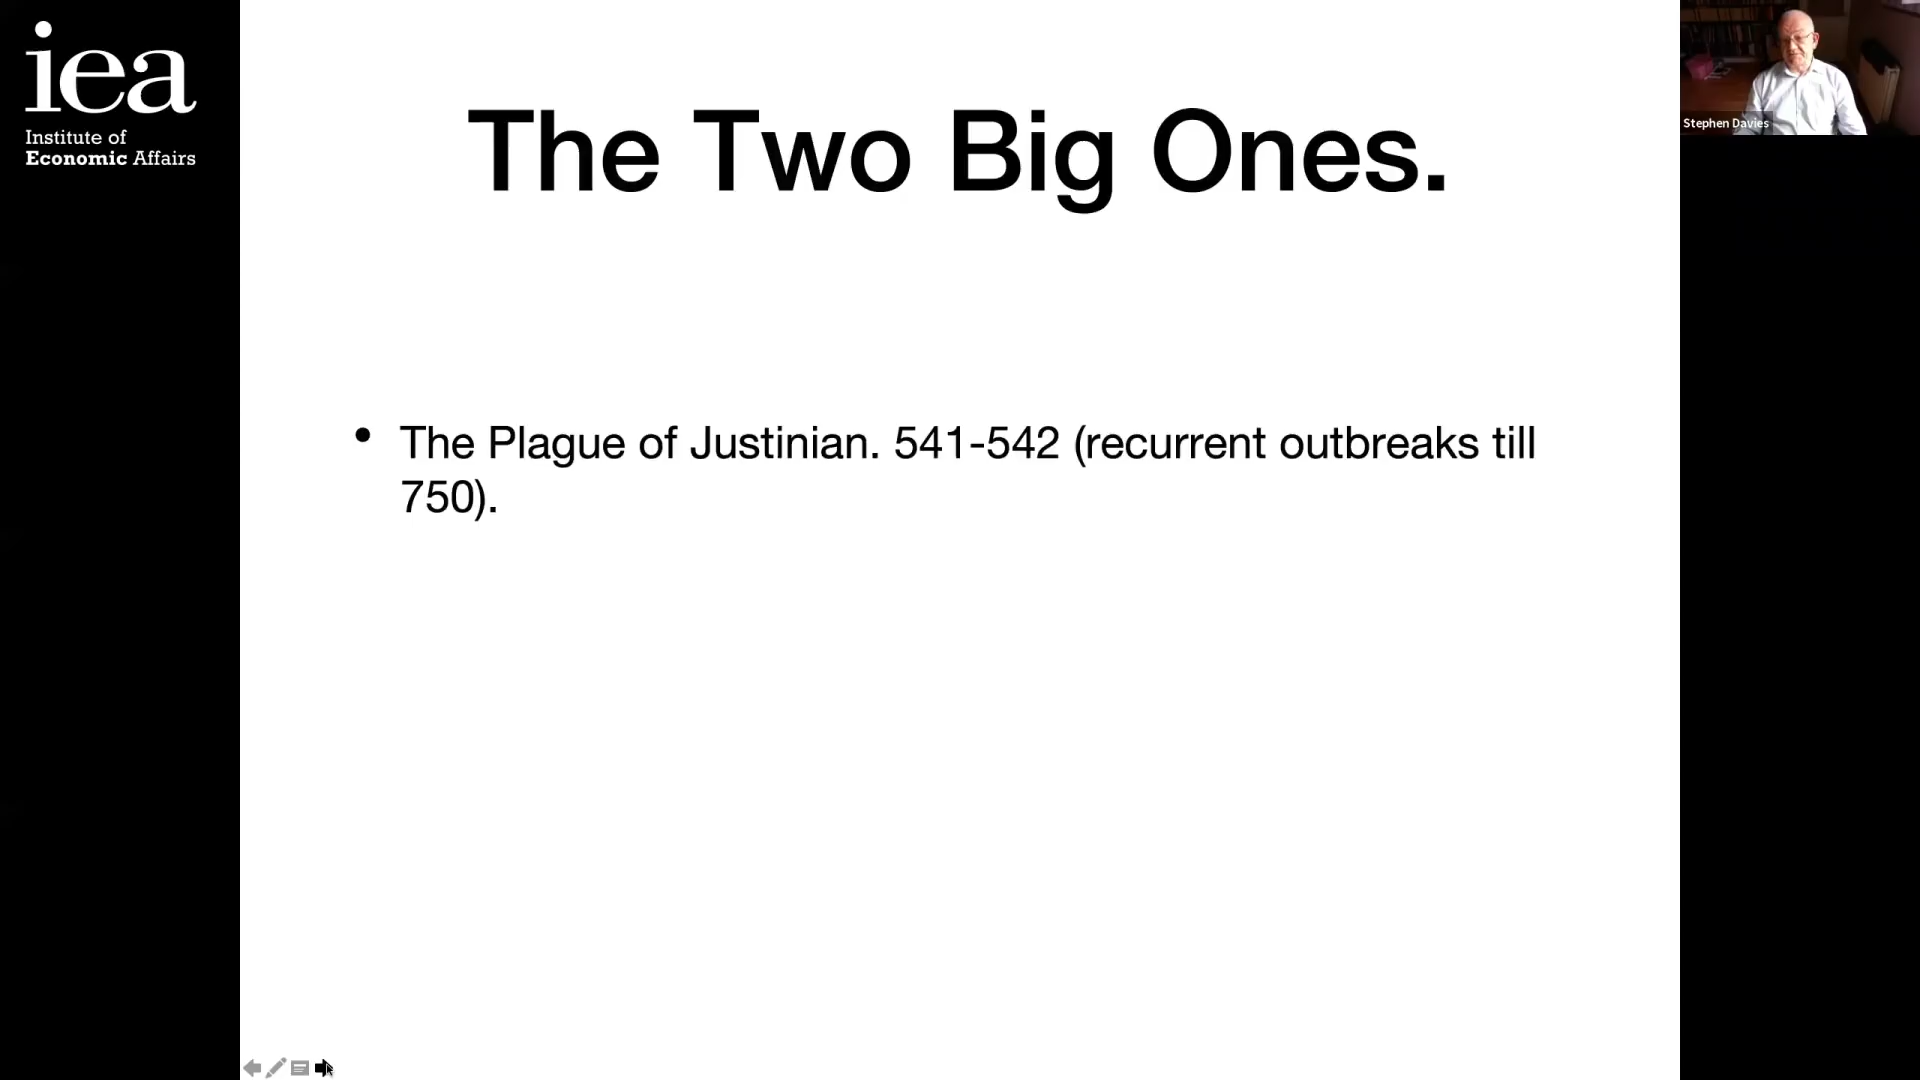 iea
Institute of
Economic Affairs
The Two Big Ones.
Stephen Davies
• The Plague of Justinian. 541-542 (recurrent outbreaks till
750).